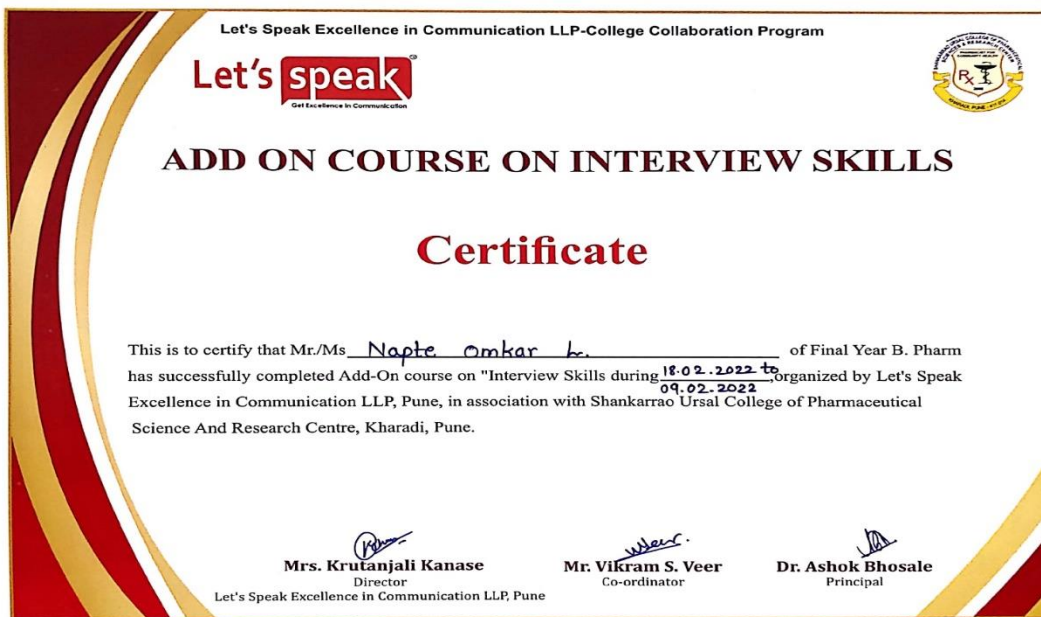 Let's Speak Excellence in Communication LLP-College Collaboration Program
Let's speak
Get Excellence in Communication
PHARMACIST FOR
COMMUNITY HEALTH
Rx
ADD ON COURSE ON INTERVIEW SKILLS
Certificate
This is to certify that Mr./Ms Napte Omkar L. of Final Year B. Pharm
has successfully completed Add-On course on "Interview Skills during 18.02.2022 to ,organized by Let's Speak
09.02.2022
Excellence in Communication LLP, Pune, in association with Shankarrao Ursal College of Pharmaceutical
Science And Research Centre, Kharadi, Pune.
Mrs. Krutanjali Kanase
Director
Let's Speak Excellence in Communication LLP, Pune
Mr. Vikram S. Veer
Co-ordinator
Dr. Ashok Bhosale
Principal